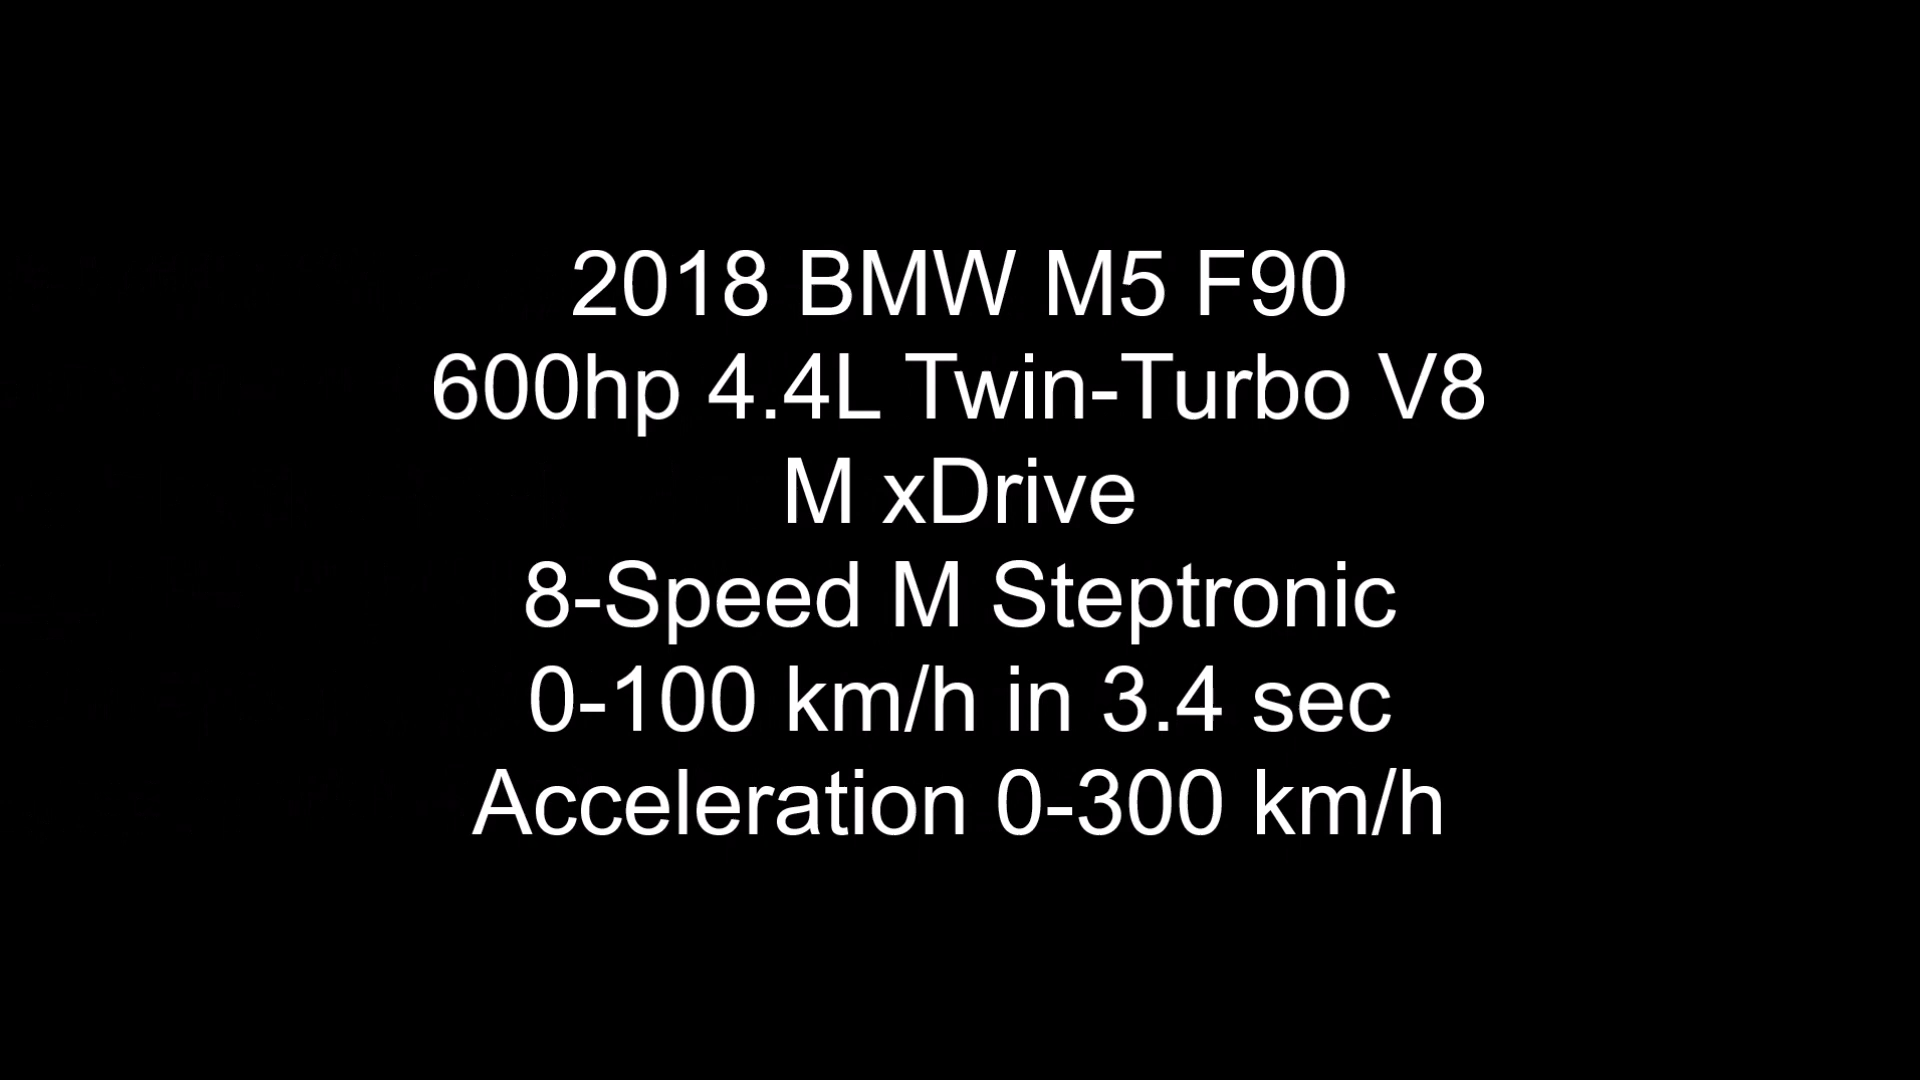 2018 BMW M5 F90
600hp 4.4L Twin-Turbo V8
M xDrive
8-Speed M Steptronic
0-100 km/h in 3.4 sec
Acceleration 0-300 km/h